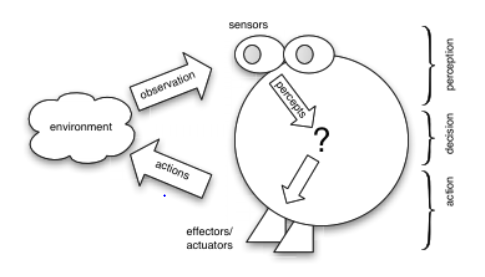 sensors
observation
percepts
environment
?
actions
effectors/
actuators
perception
decision
action